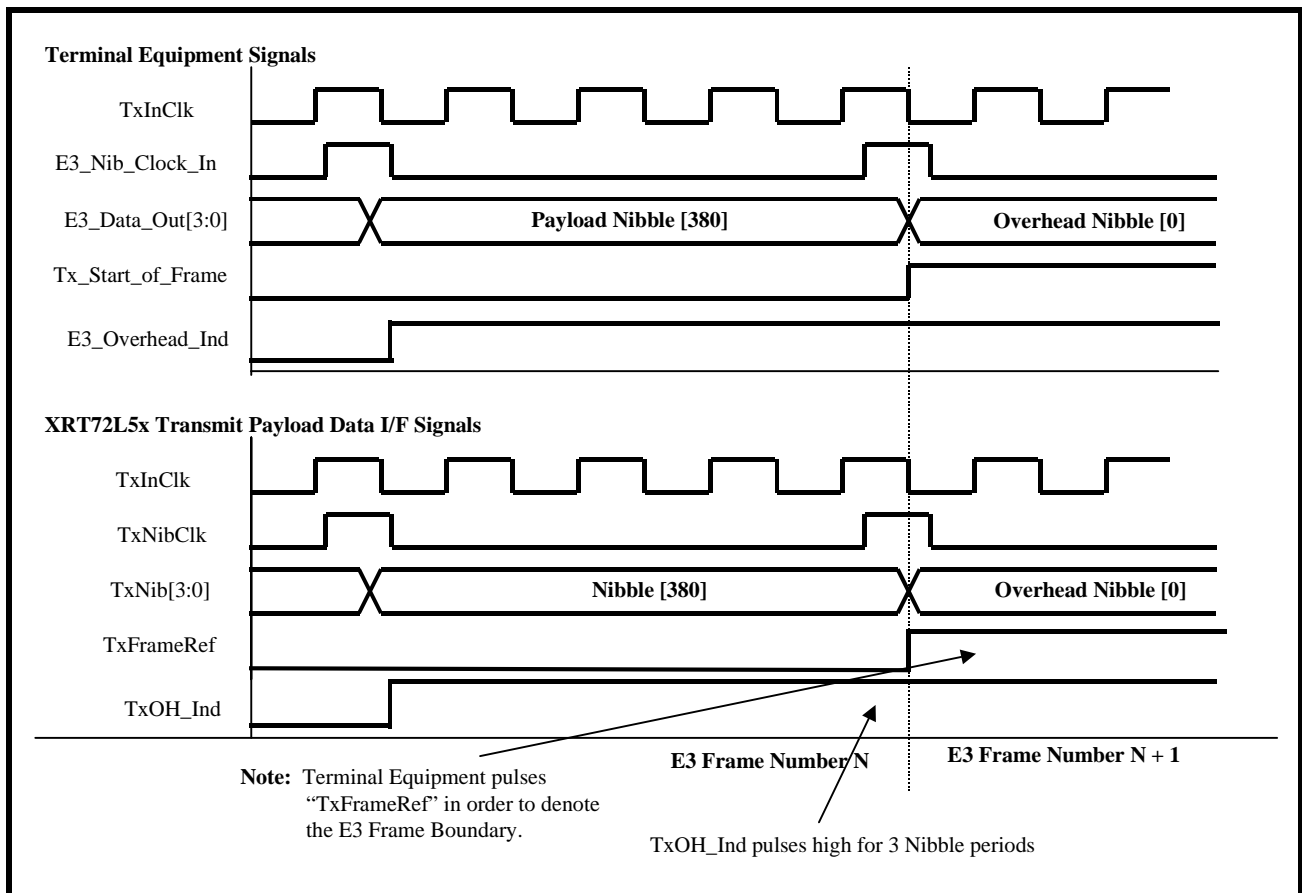 Terminal Equipment Signals
TxInClk
E3_Nib_Clock_In
E3_Data_Out[3:0]
Payload Nibble [380]
Overhead Nibble [0]
Tx_Start_of_Frame
E3_Overhead_Ind
XRT72L5x Transmit Payload Data I/F Signals
TxInClk
TxNibClk
TxNib[3:0]
Nibble [380]
Overhead Nibble [0]
TxFrameRef
TxOH_Ind
E3 Frame Number N
E3 Frame Number N + 1
Note: Terminal Equipment pulses
“TxFrameRef” in order to denote
the E3 Frame Boundary.
TxOH_Ind pulses high for 3 Nibble periods